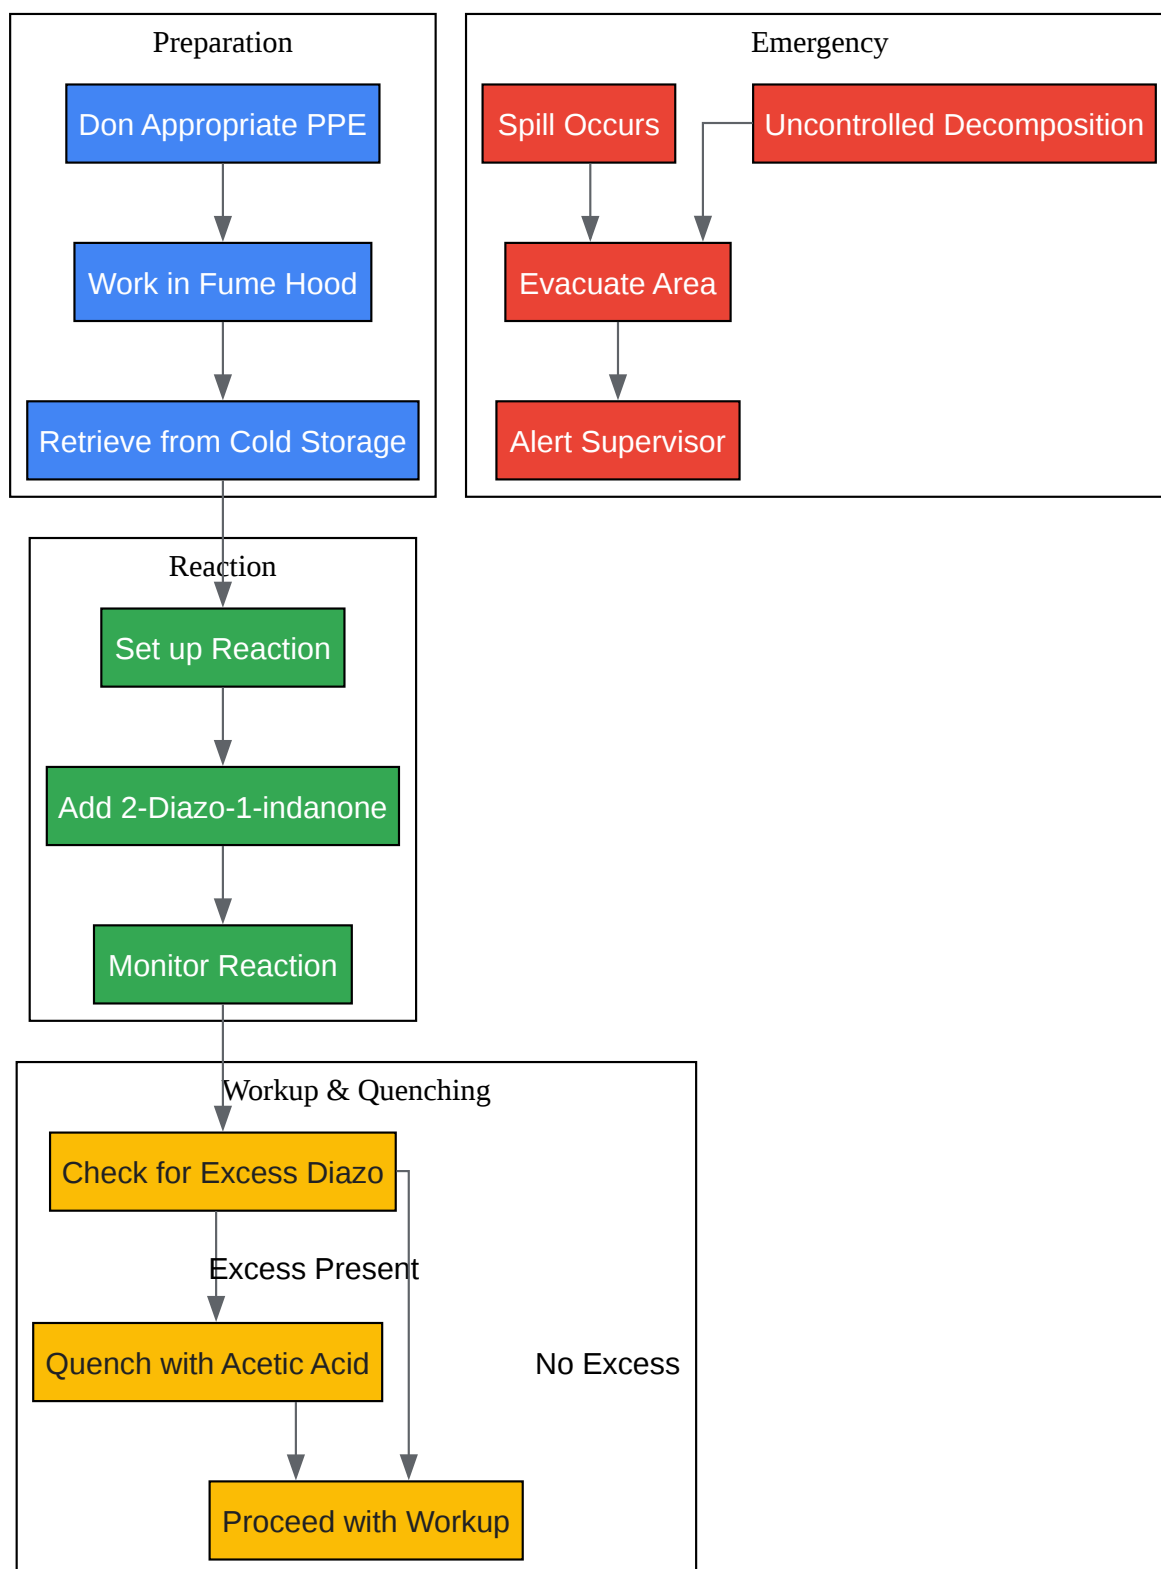 Preparation
Don Appropriate PPE
Work in Fume Hood
Retrieve from Cold Storage
Emergency
Spill Occurs
Uncontrolled Decomposition
Evacuate Area
Alert Supervisor
Reaction
Set up Reaction
Add 2-Diazo-1-indanone
Monitor Reaction
Workup & Quenching
Check for Excess Diazo
Excess Present
Quench with Acetic Acid
No Excess
Proceed with Workup